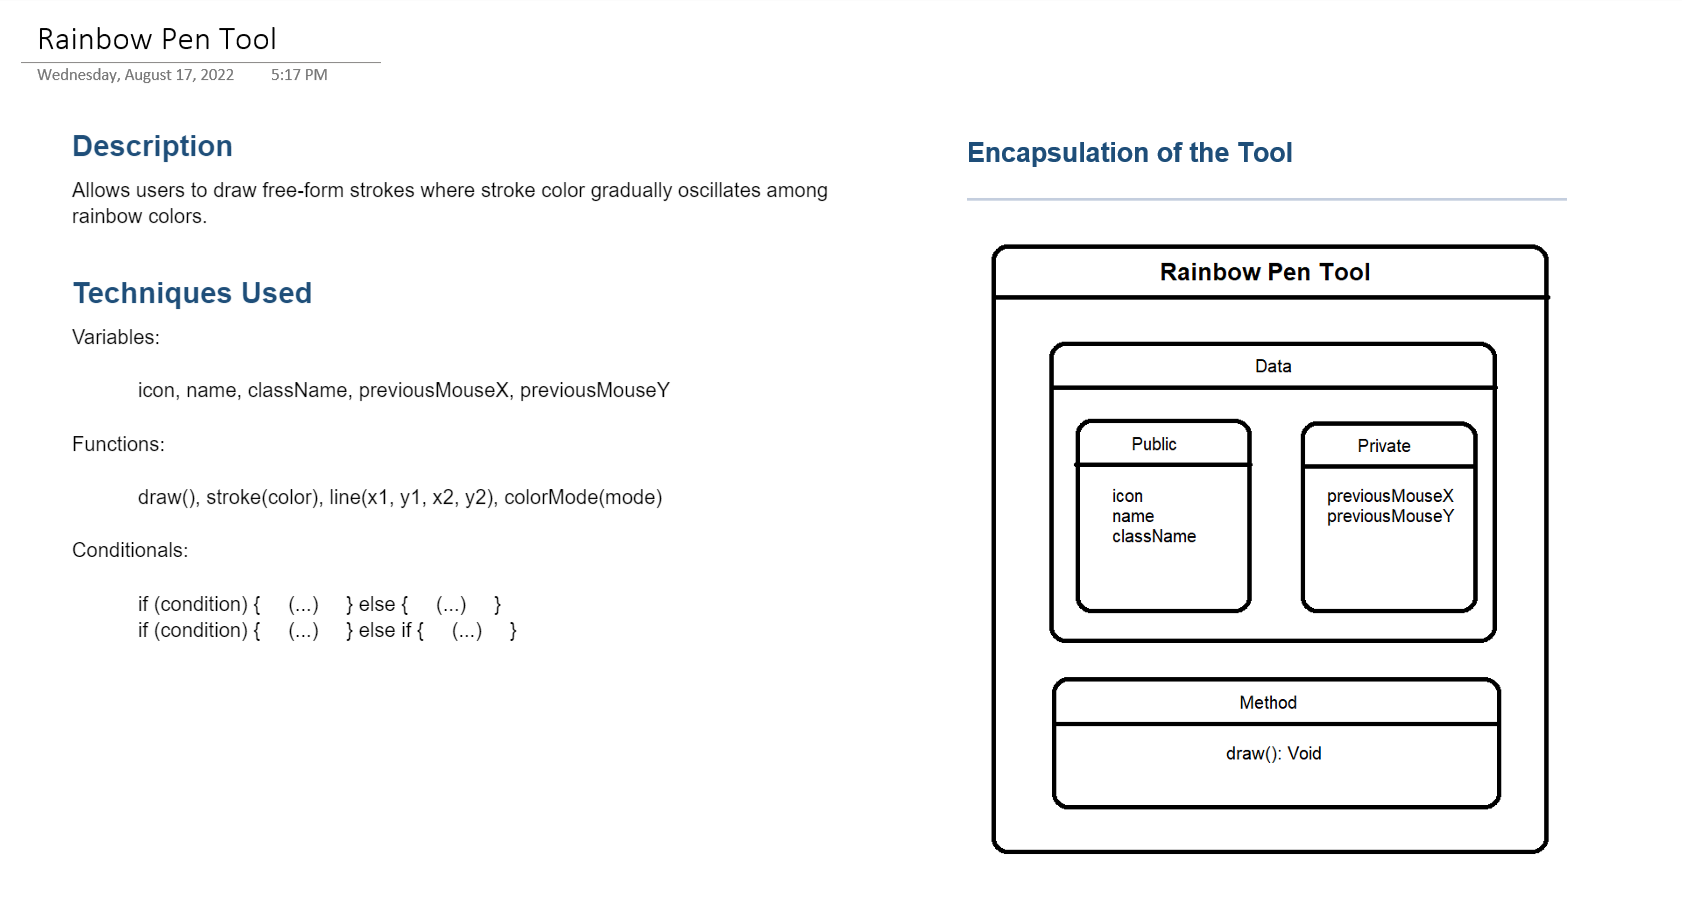 Rainbow Pen Tool
Wednesday, August 17, 2022 5:17 PM
Description
Allows users to draw free-form strokes where stroke color gradually oscillates among
rainbow colors.
Techniques Used
Variables:
icon, name, className, previousMouseX, previousMouseY
Functions:
draw(), stroke(color), line(x1, y1, x2, y2), colorMode(mode)
Conditionals:
if (condition) { (...) } else { (...) }
if (condition) { (...) } else if { (...) }
Encapsulation of the Tool
Rainbow Pen Tool
Data
Public
icon
name
className
Private
previousMouseX
previousMouseY
Method
draw(): Void